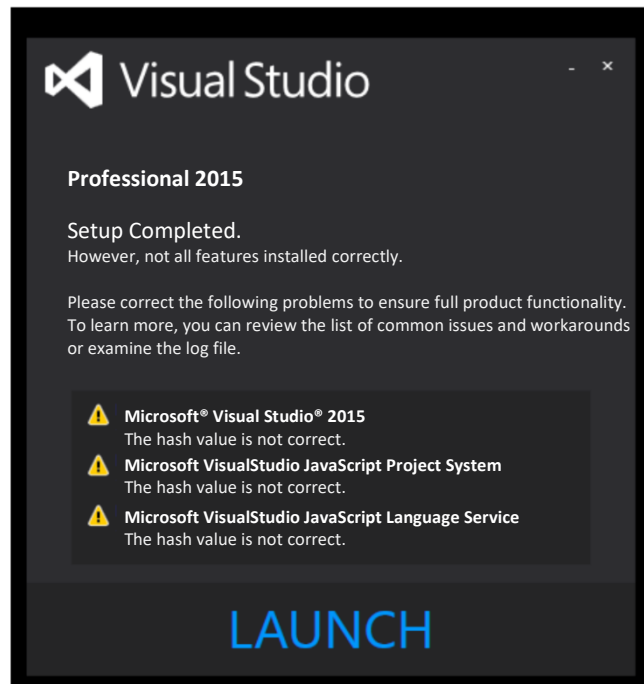 Visual Studio
Professional 2015
Setup Completed.
However, not all features installed correctly.
Please correct the following problems to ensure full product functionality.
To learn more, you can review the list of common issues and workarounds
or examine the log file.
Microsoft® Visual Studio® 2015
The hash value is not correct.
Microsoft VisualStudio JavaScript Project System
The hash value is not correct.
Microsoft VisualStudio JavaScript Language Service
The hash value is not correct.
LAUNCH